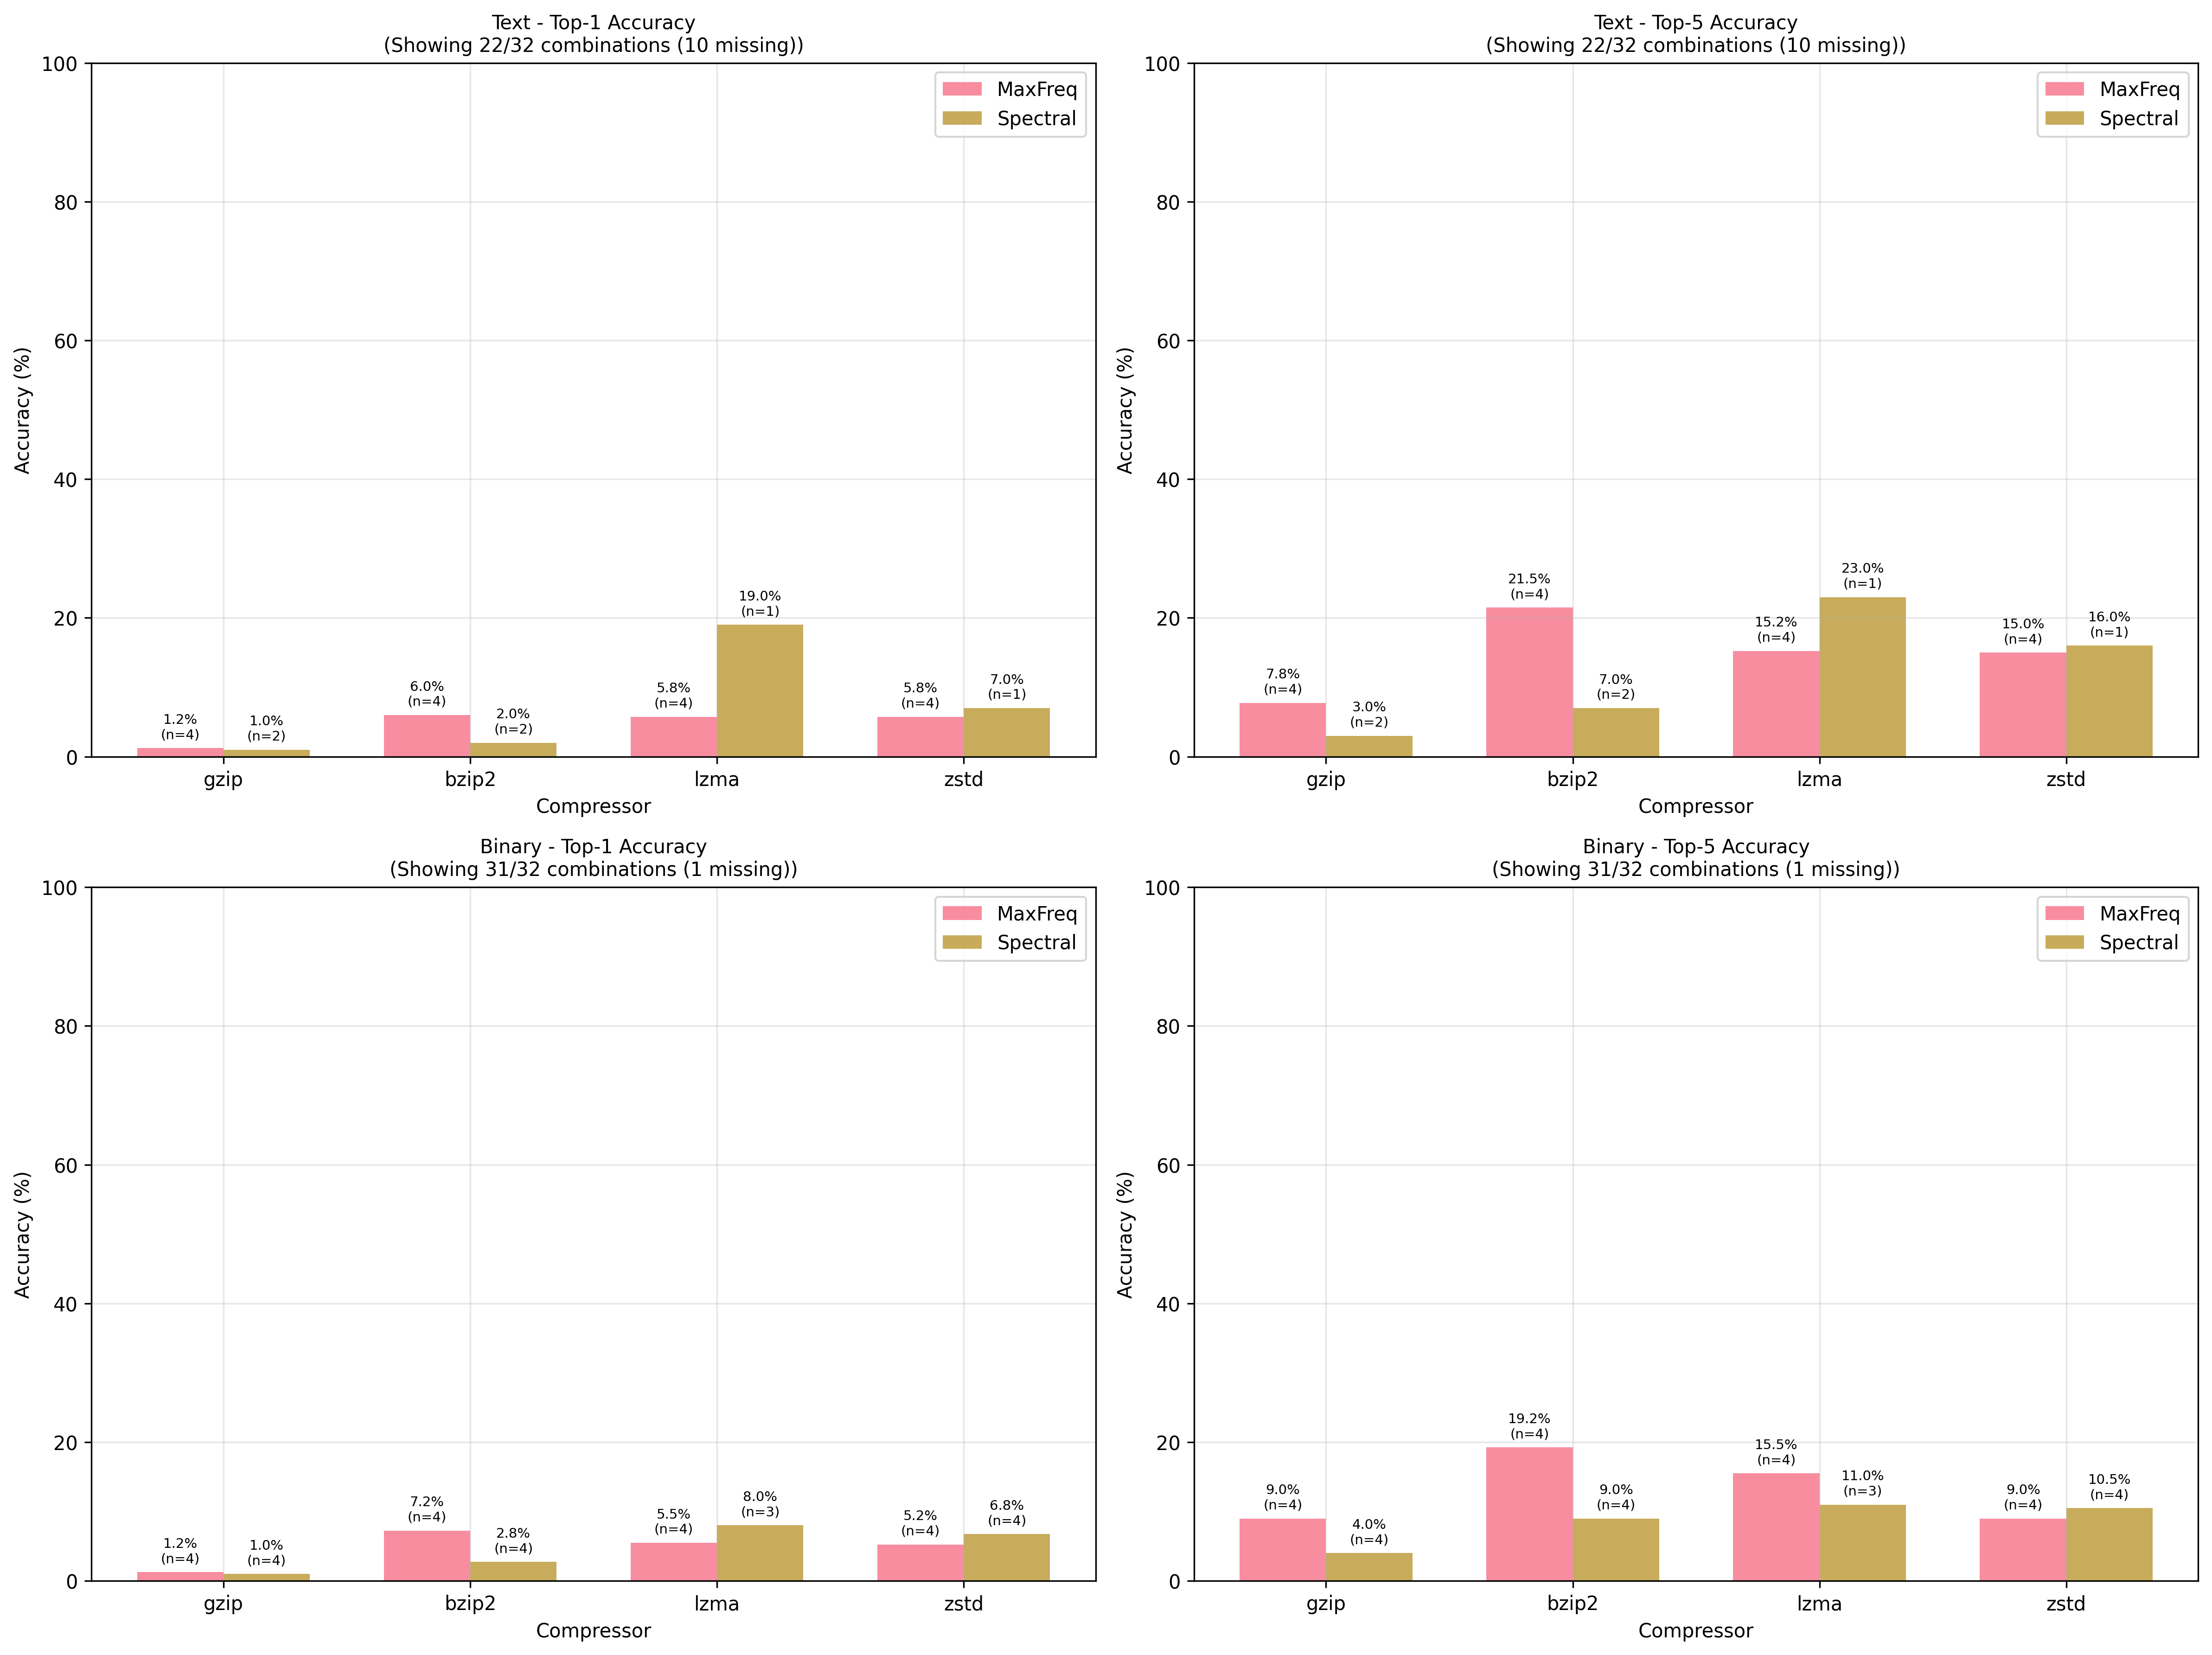 Text - Top-1 Accuracy
(Showing 22/32 combinations (10 missing))
100
80
60
40
20
0
Accuracy (%)
MaxFreq
Spectral
1.2%
(n=4)
1.0%
(n=2)
6.0%
(n=4)
2.0%
(n=2)
5.8%
(n=4)
19.0%
(n=1)
5.8%
(n=4)
7.0%
(n=1)
gzip
bzip2
lzma
zstd
Compressor
Text - Top-5 Accuracy
(Showing 22/32 combinations (10 missing))
100
80
60
40
20
0
Accuracy (%)
MaxFreq
Spectral
7.8%
(n=4)
3.0%
(n=2)
21.5%
(n=4)
7.0%
(n=2)
15.2%
(n=4)
23.0%
(n=1)
15.0%
(n=4)
16.0%
(n=1)
gzip
bzip2
lzma
zstd
Compressor
Binary - Top-1 Accuracy
(Showing 31/32 combinations (1 missing))
100
80
60
40
20
0
Accuracy (%)
MaxFreq
Spectral
1.2%
(n=4)
1.0%
(n=4)
7.2%
(n=4)
2.8%
(n=4)
5.5%
(n=4)
8.0%
(n=3)
5.2%
(n=4)
6.8%
(n=4)
gzip
bzip2
lzma
zstd
Compressor
Binary - Top-5 Accuracy
(Showing 31/32 combinations (1 missing))
100
80
60
40
20
0
Accuracy (%)
MaxFreq
Spectral
9.0%
(n=4)
4.0%
(n=4)
19.2%
(n=4)
9.0%
(n=4)
15.5%
(n=4)
11.0%
(n=3)
9.0%
(n=4)
10.5%
(n=4)
gzip
bzip2
lzma
zstd
Compressor